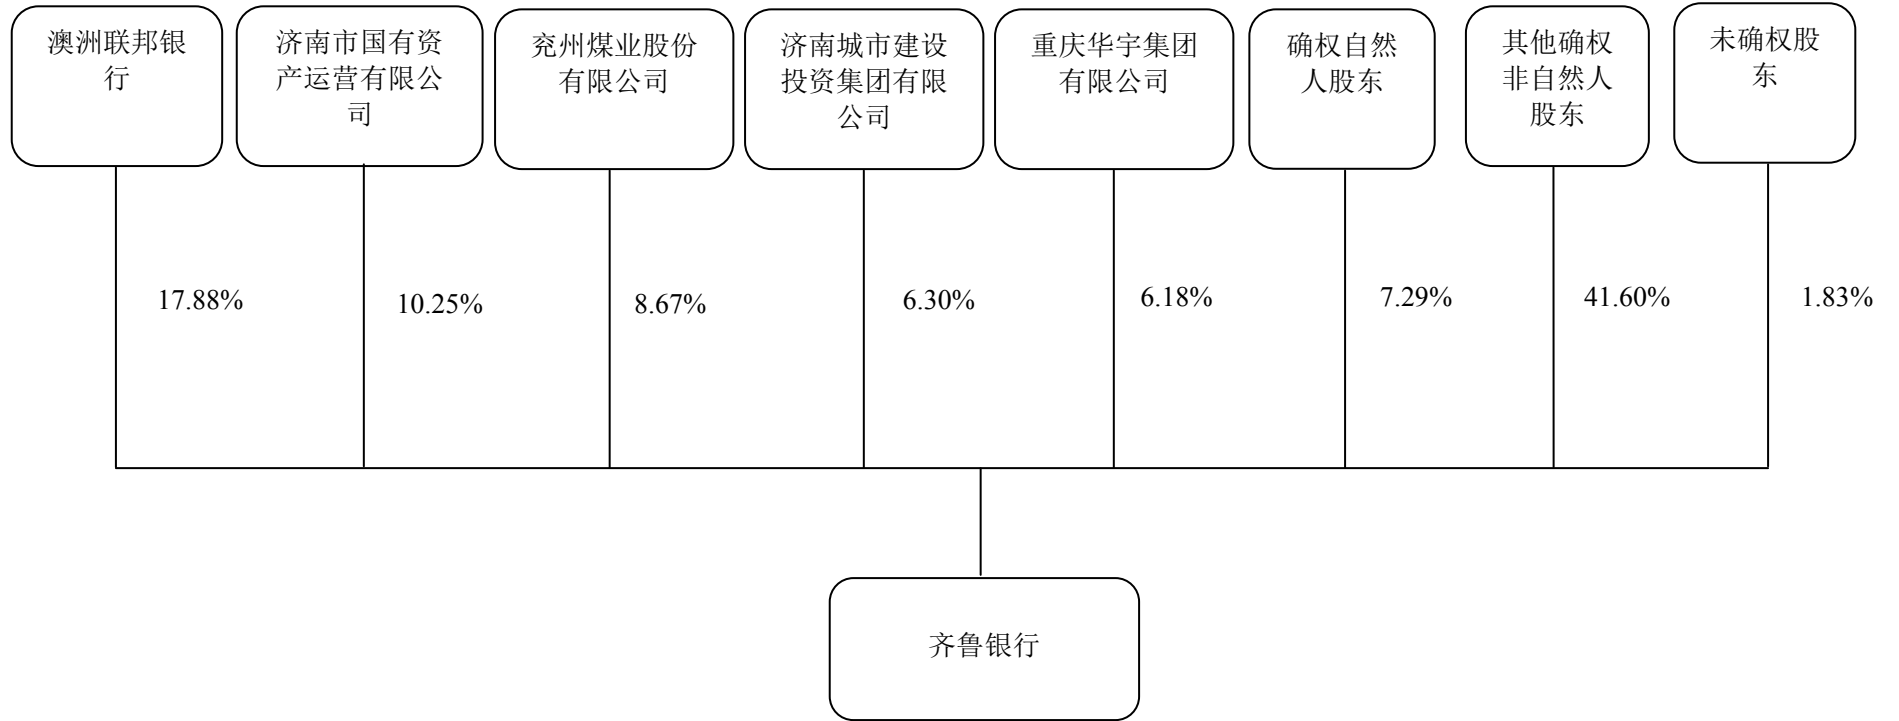 澳洲联邦银
行
济南市国有资
产运营有限公
司
兖州煤业股份
有限公司
济南城市建设
投资集团有限
公司
重庆华宇集团
有限公司
确权自然
人股东
其他确权
非自然人
股东
未确权股
东
17.88%
10.25%
8.67%
6.30%
6.18%
7.29%
41.60%
1.83%
齐鲁银行